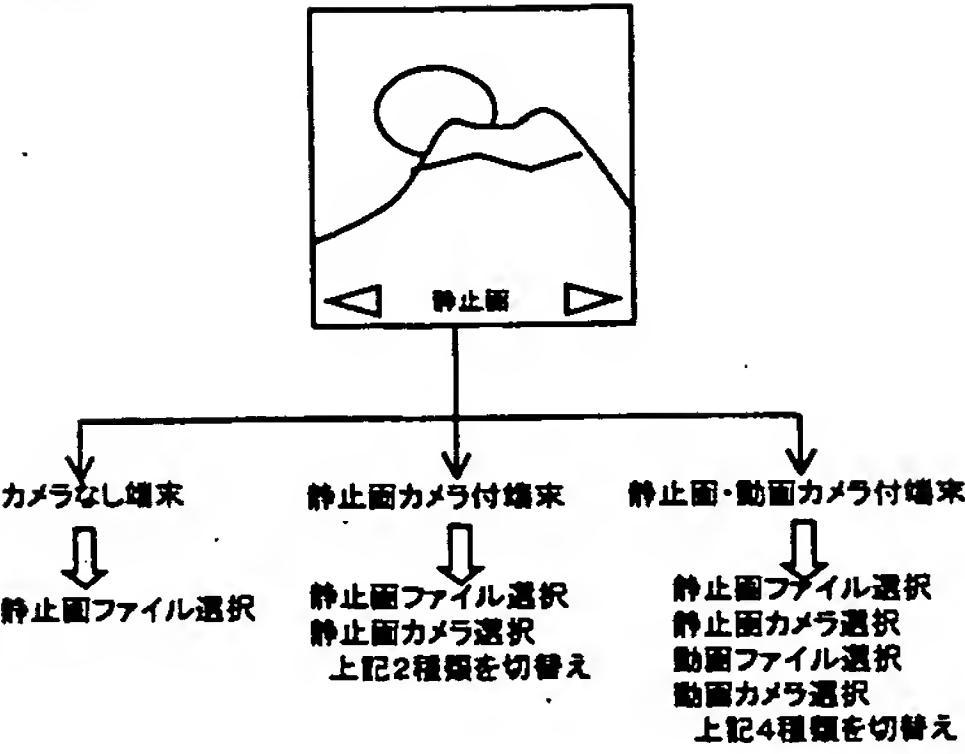 静止画
カメラなし端末
静止画ファイル選択
静止画カメラ付端末
静止画ファイル選択
静止画カメラ選択
上記2種類を切替え
静止画・動画カメラ付端末
静止画ファイル選択
静止画カメラ選択
動画ファイル選択
動画カメラ選択
上記4種類を切替え